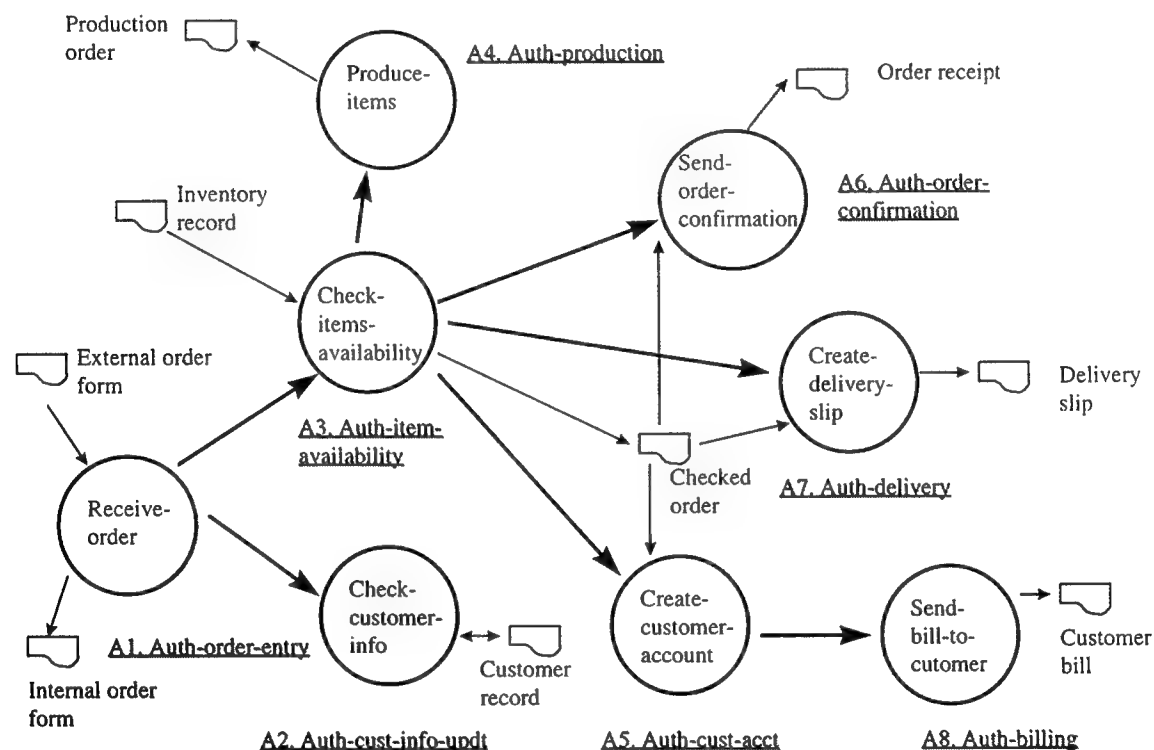 Production
order
A4. Auth-production
Produce-
items
Order receipt
Send-
order-
confirmation
A6. Auth-order-
confirmation
Inventory
record
Check-
items-
availability
External order
form
Create-
delivery-
slip
Delivery
slip
A3. Auth-item-
availability
Checked
order
A7. Auth-delivery
Receive-
order
Check-
customer-
info
Create-
customer-
account
Send-
bill-to-
cutomer
Customer
bill
A1. Auth-order-entry
Customer
record
Internal order
form
A2. Auth-cust-info-updt
A5. Auth-cust-acct
A8. Auth-billing